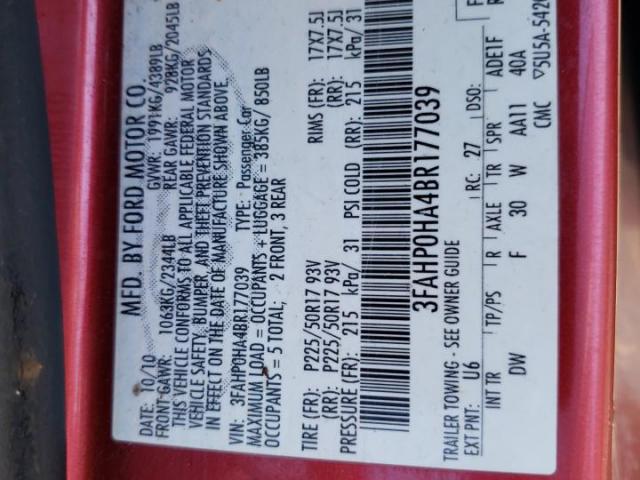 MFD. BY FORD MOTOR CO.
DATE: 10/10 GVWR: 1991KG/4389LB
FRONT GAWR: 1063KG/2344LB REAR GAWR: 928KG/2045LB
THIS VEHICLE CONFORMS TO ALL APPLICABLE FEDERAL MOTOR
VEHICLE SAFETY, BUMPER, AND THEFT PREVENTION STANDARDS
IN EFFECT ON THE DATE OF MANUFACTURE SHOWN ABOVE.
VIN: 3FAHP0HA4BR177039 TYPE: Passenger Car
MAXIMUM LOAD = OCCUPANTS + LUGGAGE = 385KG/ 850LB
OCCUPANTS = 5 TOTAL; 2 FRONT, 3 REAR
TIRE (FR): P225/50R17 93V RIMS (FR): 17X7.5J
(RR): P225/50R17 93V (RR): 17X7.5J
PRESSURE (FR): 215 kPa/ 31 PSI COLD (RR): 215 kPa/ 31
3FAHP0HA4BR177039
TRAILER TOWING - SEE OWNER GUIDE
EXT PNT: U6 RC: 27 DSO:
INT TR TP/PS R AXLE TR SPR ADE1F
DW F 30 W AA11 40A
CMC ▽5U5A-5420